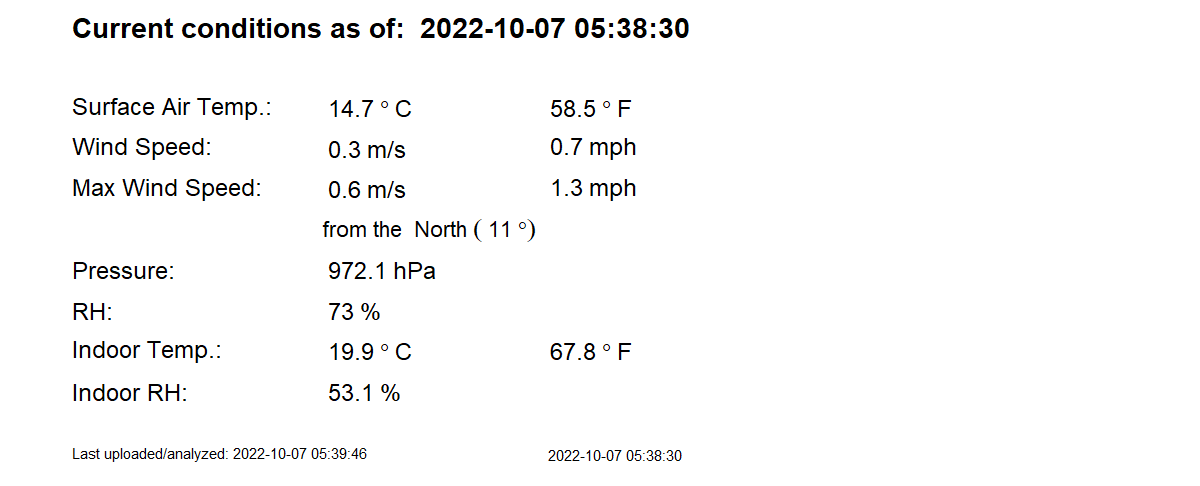 Current conditions as of: 2022-10-07 05:38:30
Surface Air Temp.: 14.7 ° C 58.5 ° F
Wind Speed: 0.3 m/s 0.7 mph
Max Wind Speed: 0.6 m/s 1.3 mph
from the North ( 11 °)
Pressure: 972.1 hPa
RH: 73 %
Indoor Temp.: 19.9 ° C 67.8 ° F
Indoor RH: 53.1 %
Last uploaded/analyzed: 2022-10-07 05:39:46 2022-10-07 05:38:30